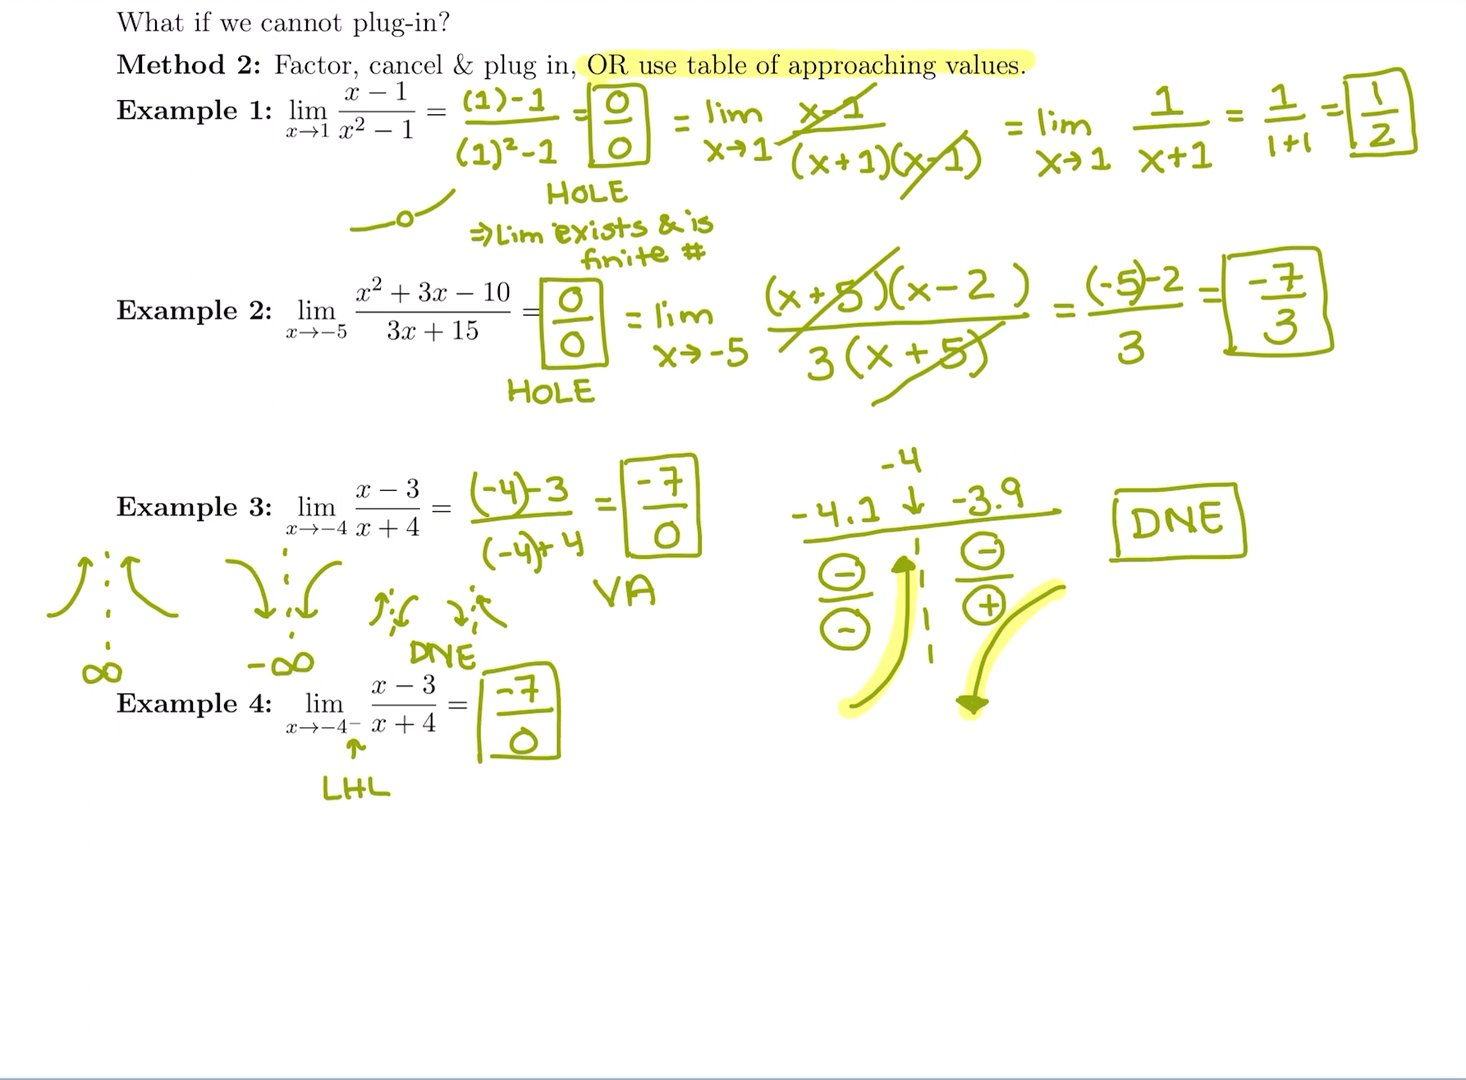 What if we cannot plug-in?
Method 2: Factor, cancel & plug in, OR use table of approaching values.
Example 1: lim x→1 (x − 1)/(x² − 1) = ((1)-1)/((1)²-1) = 0/0 = lim x→1 (x-1)/((x+1)(x-1)) = lim x→1 1/(x+1) = 1/(1+1) = 1/2
HOLE
⇒ Lim exists & is
finite #
Example 2: lim x→−5 (x² + 3x − 10)/(3x + 15) = 0/0 = lim x→-5 ((x+5)(x-2))/(3(x+5)) = ((-5)-2)/3 = -7/3
HOLE
Example 3: lim x→−4 (x − 3)/(x + 4) = ((-4)-3)/((-4)+4) = -7/0
VA
-4
-4.1 ↓ -3.9
⊖/⊖ ⊖/⊕
DNE
∞ -∞ DNE
Example 4: lim x→−4⁻ (x − 3)/(x + 4) = -7/0
↑
LHL